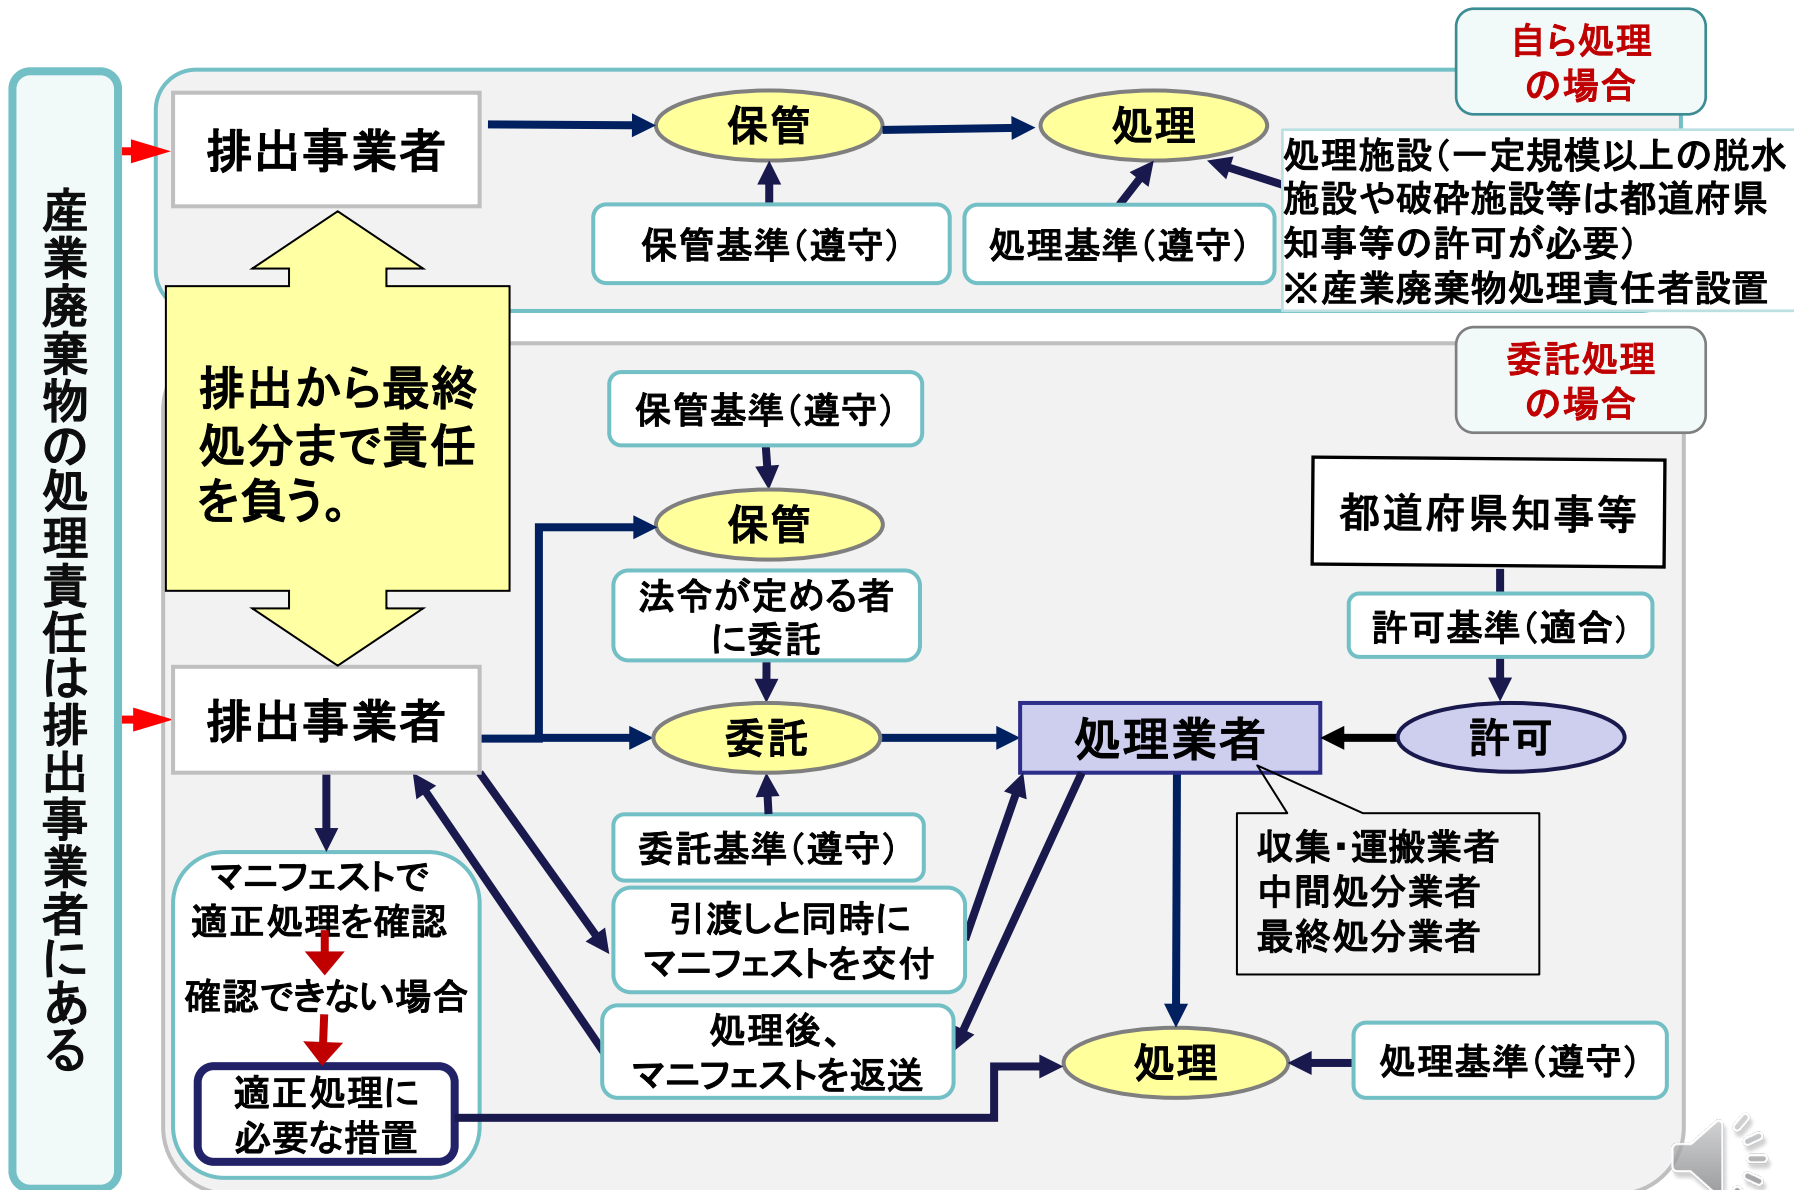 産業廃棄物の処理責任は排出事業者にある
自ら処理
の場合
排出事業者
保管
処理
保管基準(遵守)
処理基準(遵守)
処理施設(一定規模以上の脱水
施設や破砕施設等は都道府県
知事等の許可が必要)
※産業廃棄物処理責任者設置
排出から最終
処分まで責任
を負う。
委託処理
の場合
保管基準(遵守)
保管
都道府県知事等
法令が定める者
に委託
許可基準(適合)
排出事業者
委託
処理業者
許可
委託基準(遵守)
収集・運搬業者
中間処分業者
最終処分業者
マニフェストで
適正処理を確認
確認できない場合
適正処理に
必要な措置
引渡しと同時に
マニフェストを交付
処理後、
マニフェストを返送
処理
処理基準(遵守)